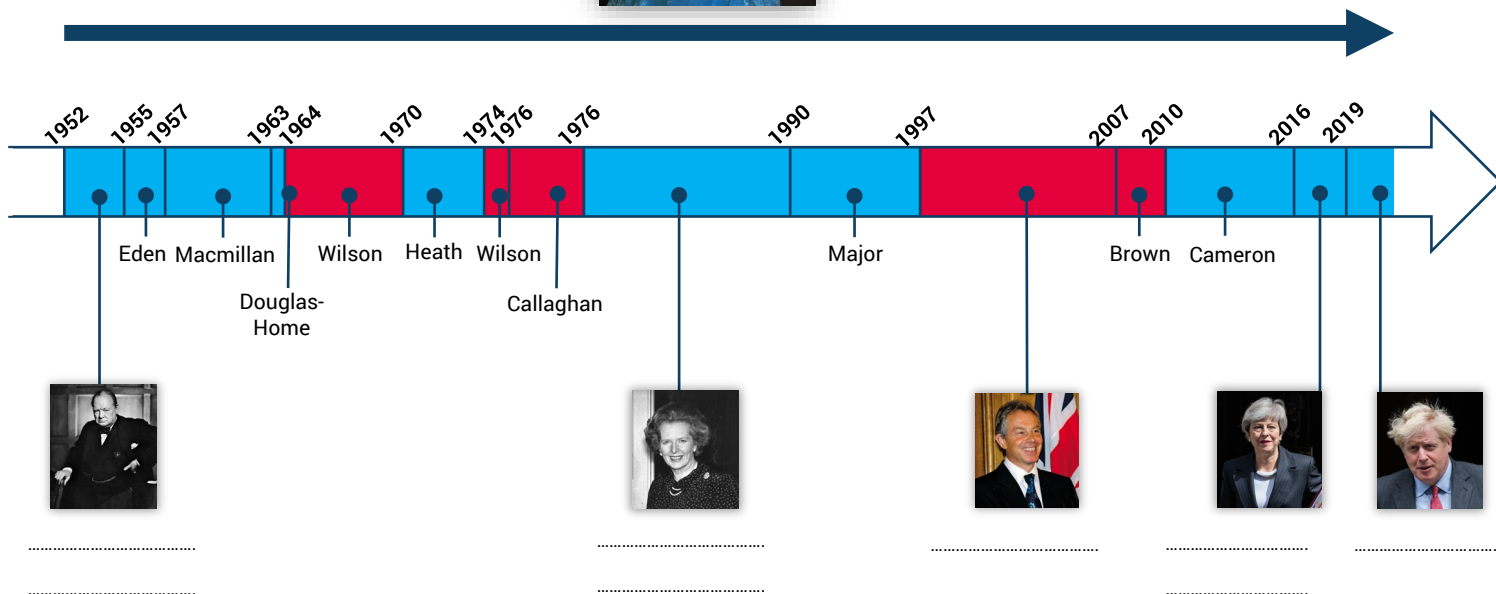 1952
1955
1957
1963
1964
1970
1974
1976
1976
1990
1997
2007
2010
2016
2019
Eden
Macmillan
Wilson
Heath
Wilson
Major
Brown
Cameron
Douglas-
Home
Callaghan